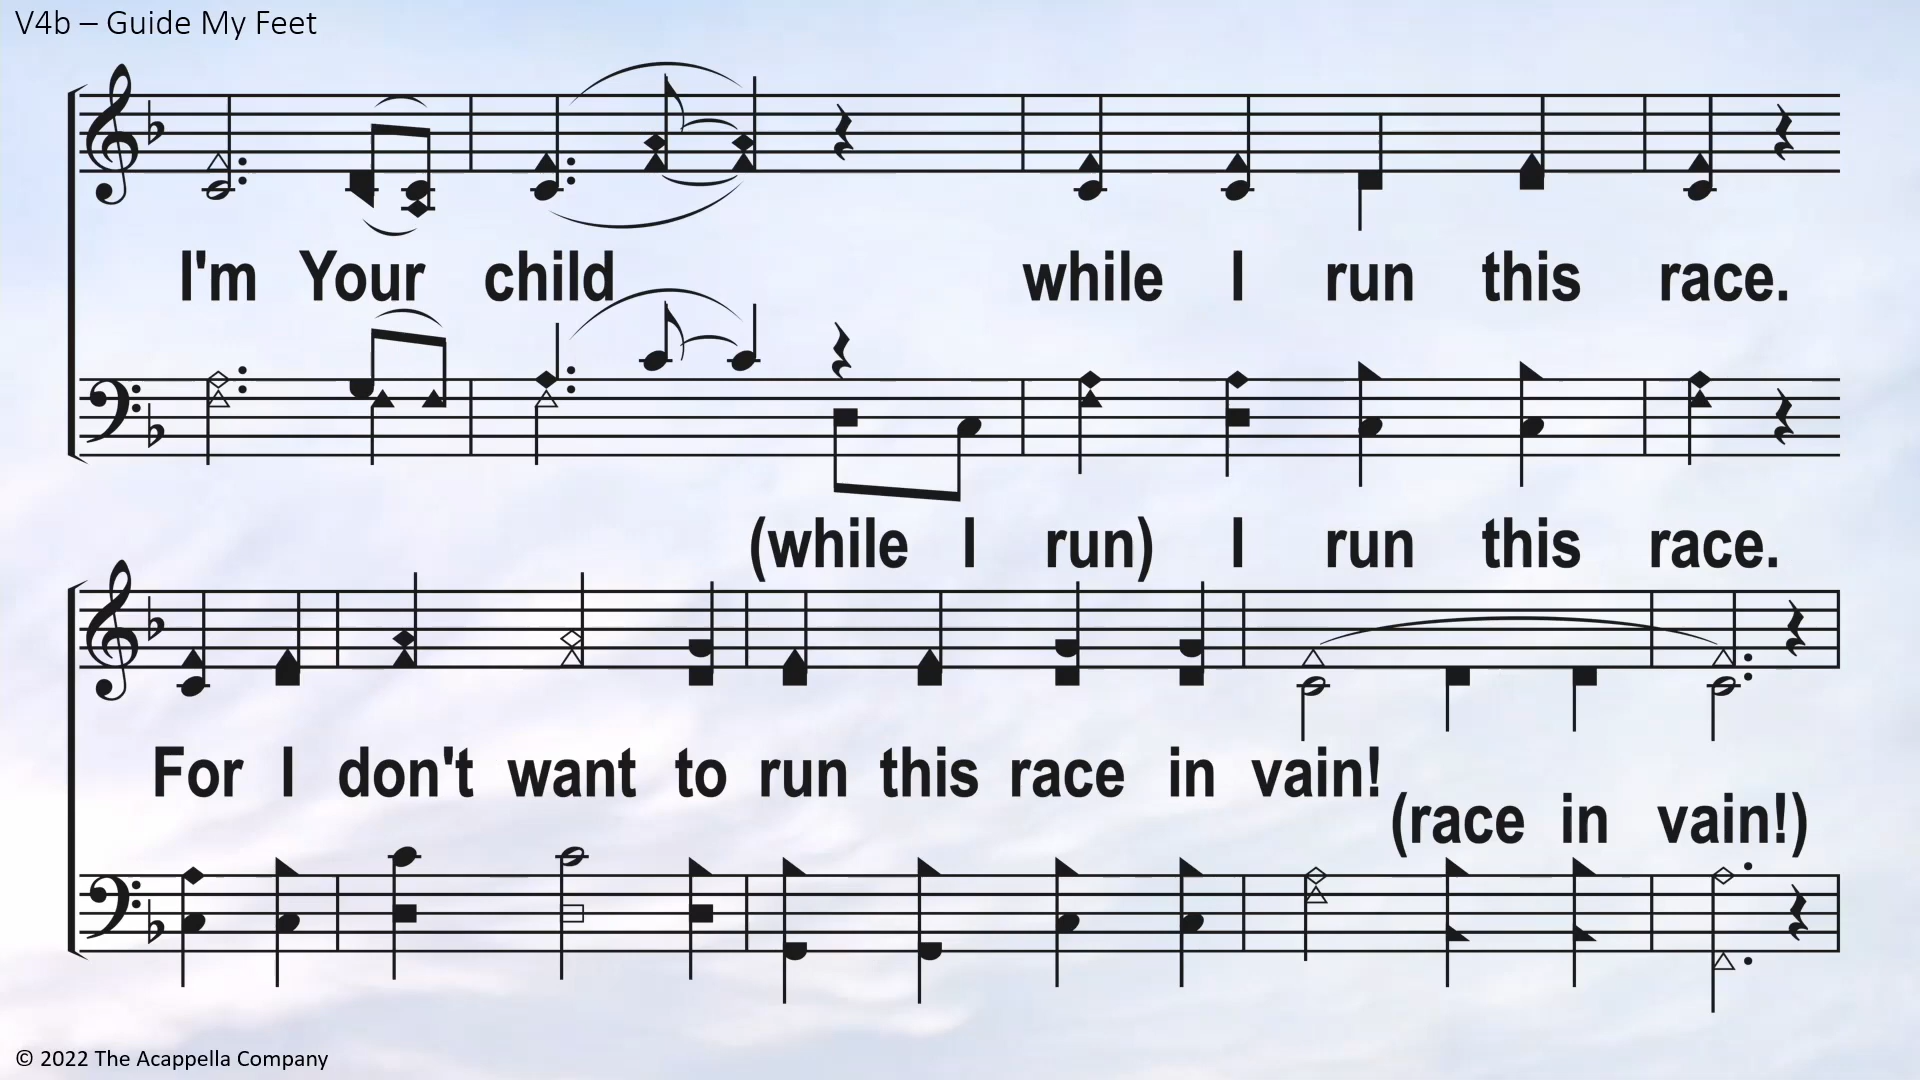 V4b – Guide My Feet
I'm Your child while I run this race.
(while I run) I run this race.
For I don't want to run this race in vain!
(race in vain!)
© 2022 The Acappella Company